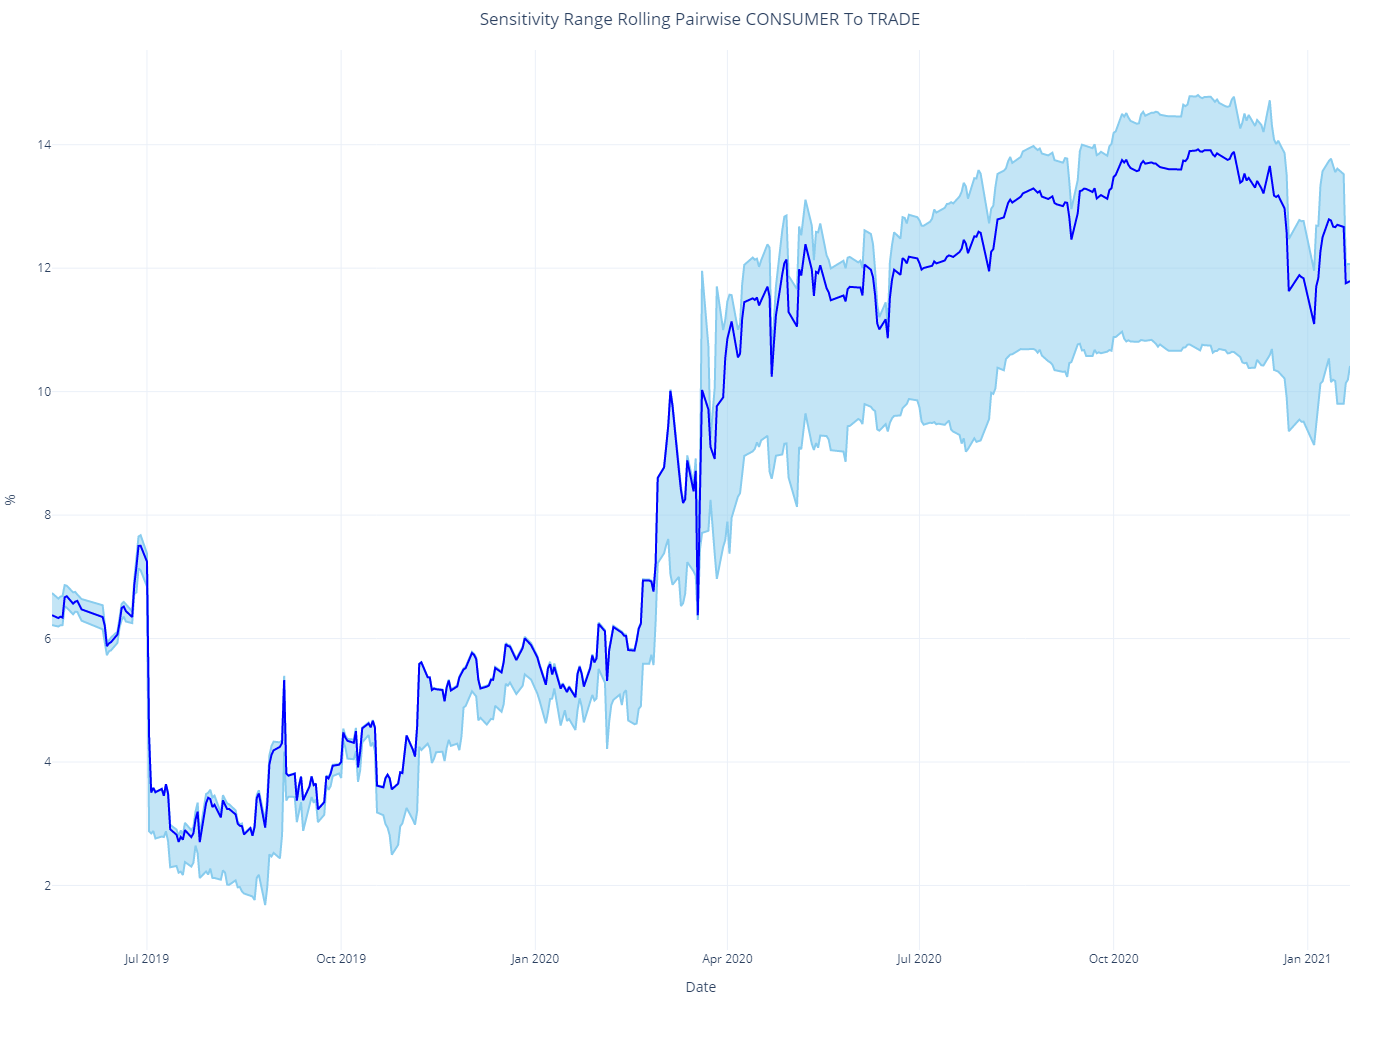 Sensitivity Range Rolling Pairwise CONSUMER To TRADE
14
12
10
8
6
4
2
%
Jul 2019
Oct 2019
Jan 2020
Apr 2020
Jul 2020
Oct 2020
Jan 2021
Date